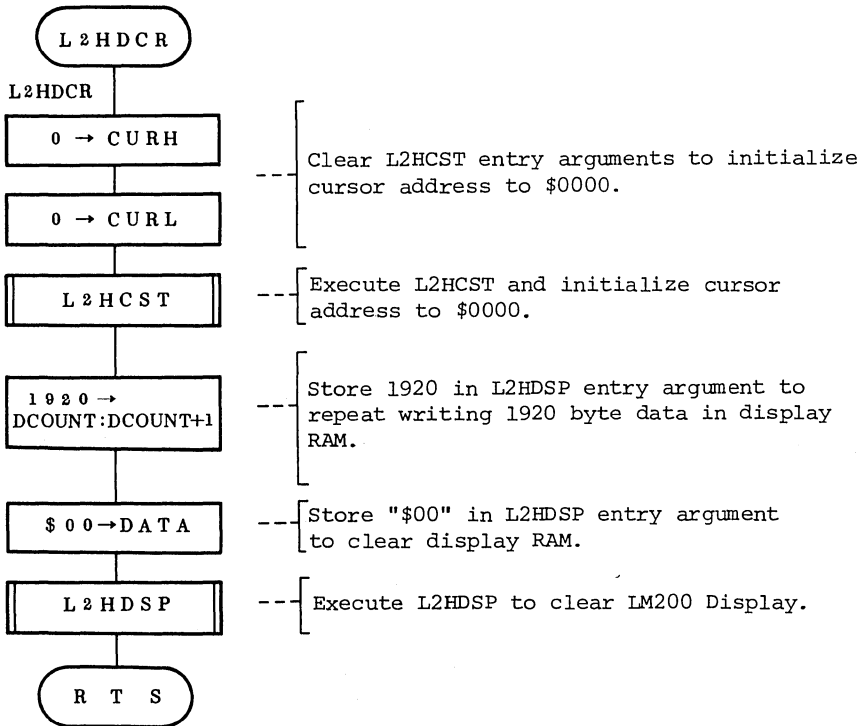 L2HDCR
L2HDCR
0 → CURH
Clear L2HCST entry arguments to initialize
cursor address to $0000.
0 → CURL
L2HCST
Execute L2HCST and initialize cursor
address to $0000.
1920→
DCOUNT:DCOUNT+1
Store 1920 in L2HDSP entry argument to
repeat writing 1920 byte data in display
RAM.
$00→DATA
Store "$00" in L2HDSP entry argument
to clear display RAM.
L2HDSP
Execute L2HDSP to clear LM200 Display.
RTS